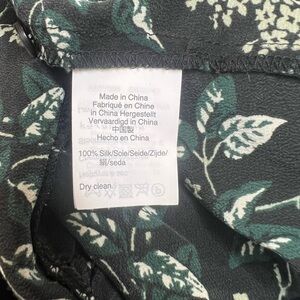 Made in China
Fabriqué en Chine
in China Hergestellt
Vervaardigd in China
中国製
Hecho en China
100% Silk/Soie/Seide/Zijde/
絹/seda
Dry clean